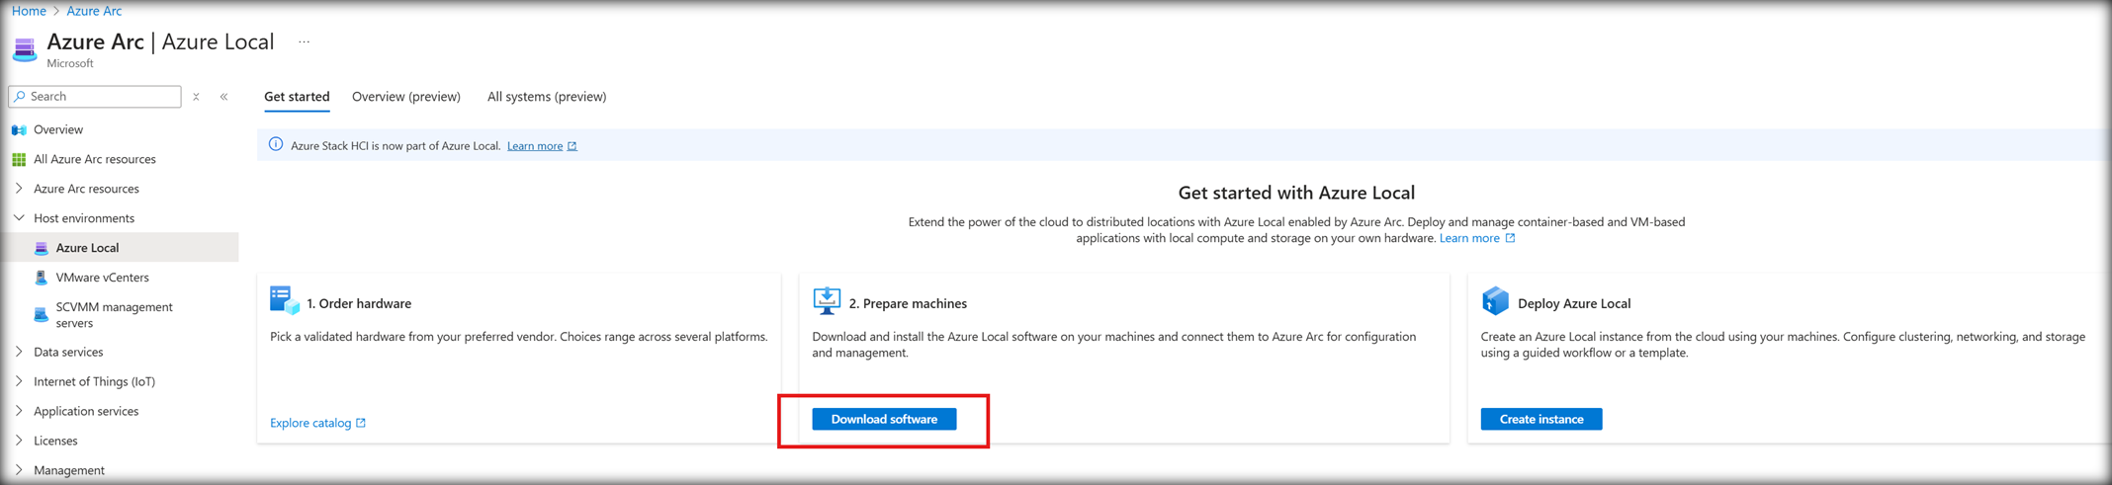 Home > Azure Arc
Azure Arc | Azure Local ...
Microsoft
Search
Overview
All Azure Arc resources
Azure Arc resources
Host environments
Azure Local
VMware vCenters
SCVMM management
servers
Data services
Internet of Things (IoT)
Application services
Licenses
Management
Get started Overview (preview) All systems (preview)
Azure Stack HCI is now part of Azure Local. Learn more
Get started with Azure Local
Extend the power of the cloud to distributed locations with Azure Local enabled by Azure Arc. Deploy and manage container-based and VM-based
applications with local compute and storage on your own hardware. Learn more
1. Order hardware
Pick a validated hardware from your preferred vendor. Choices range across several platforms.
Explore catalog
2. Prepare machines
Download and install the Azure Local software on your machines and connect them to Azure Arc for configuration
and management.
Download software
Deploy Azure Local
Create an Azure Local instance from the cloud using your machines. Configure clustering, networking, and storage
using a guided workflow or a template.
Create instance